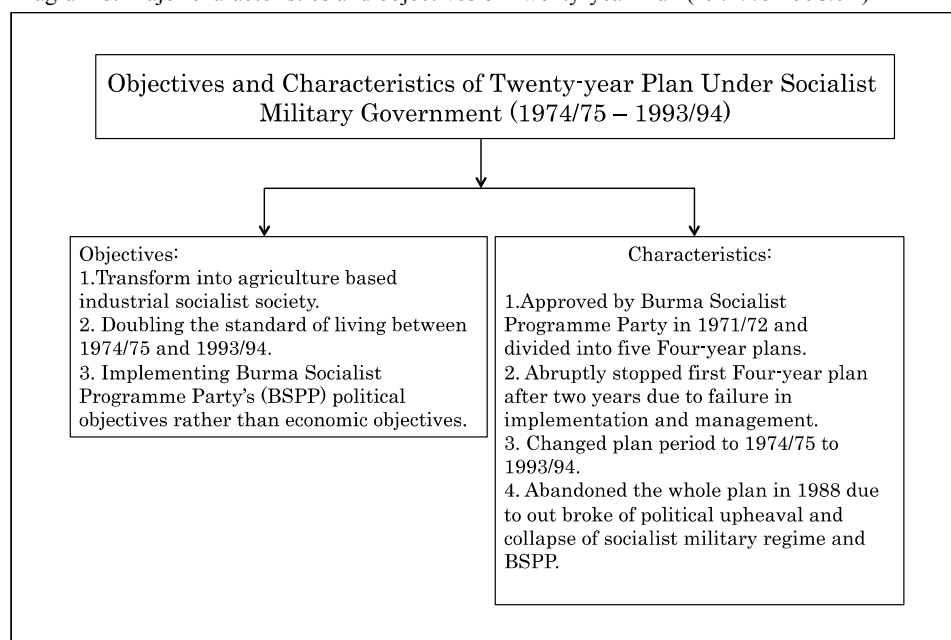 Objectives and Characteristics of Twenty-year Plan Under Socialist
Military Government (1974/75 – 1993/94)
Objectives:
1.Transform into agriculture based
industrial socialist society.
2. Doubling the standard of living between
1974/75 and 1993/94.
3. Implementing Burma Socialist
Programme Party's (BSPP) political
objectives rather than economic objectives.
Characteristics:
1.Approved by Burma Socialist
Programme Party in 1971/72 and
divided into five Four-year plans.
2. Abruptly stopped first Four-year plan
after two years due to failure in
implementation and management.
3. Changed plan period to 1974/75 to
1993/94.
4. Abandoned the whole plan in 1988 due
to out broke of political upheaval and
collapse of socialist military regime and
BSPP.